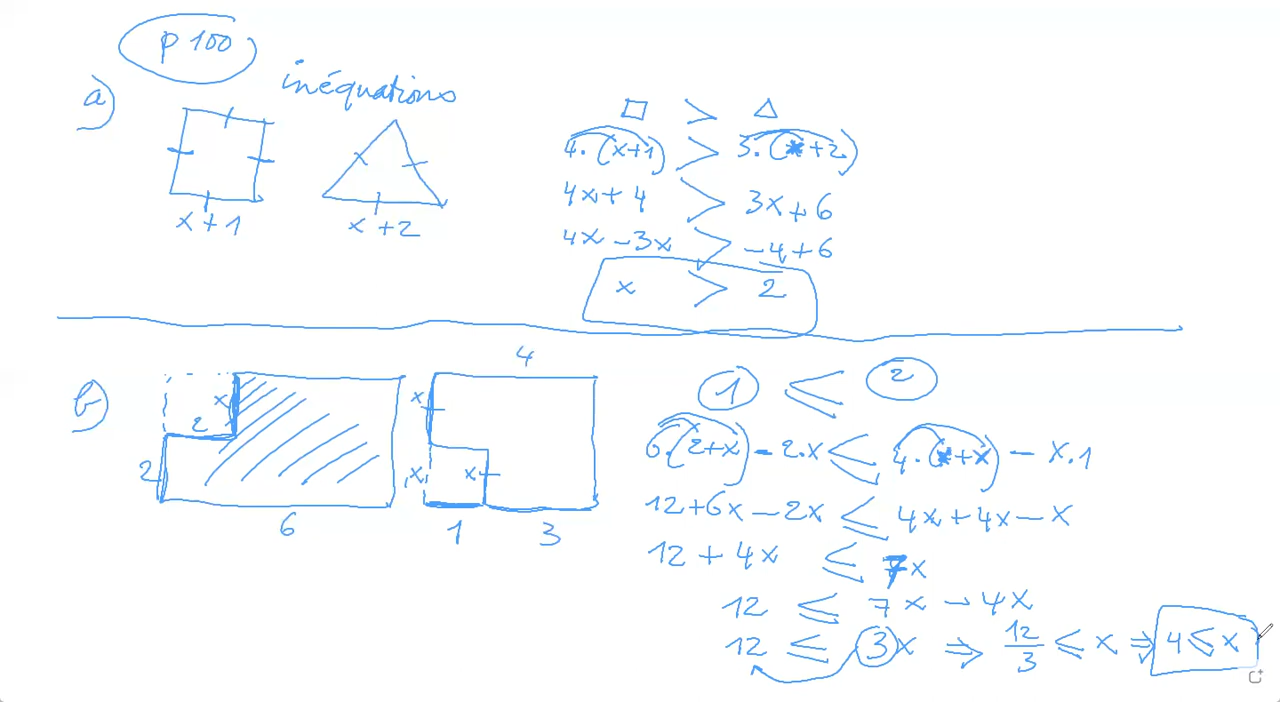 p 100
inéquations
a)
x+1
x+2
□ > △
4.(x+1) > 3.(x+2)
4x+4 > 3x+6
4x-3x > -4+6
x > 2
b)
x
2
2
6
4
x
x
x
1
3
1 ≤ 2
6.(2+x)-2.x ≤ 4.(x+x)-x.1
12+6x-2x ≤ 4x+4x-x
12+4x ≤ 7x
12 ≤ 7x-4x
12 ≤ 3x ⇒ 12/3 ≤ x ⇒ 4≤x